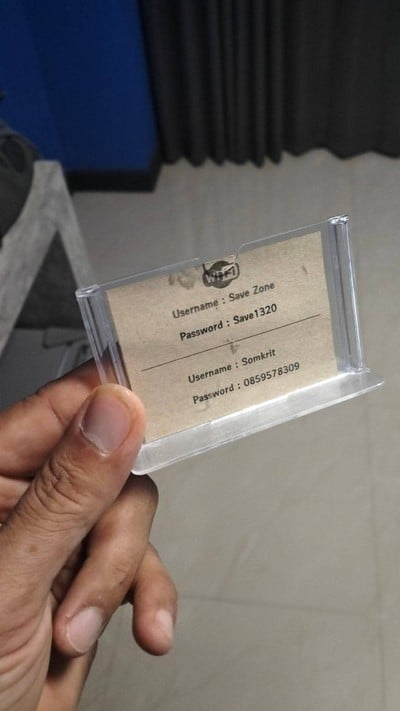 WiFi
Username : Save Zone
Password : Save1320
Username : Somkrit
Password : 0859578309